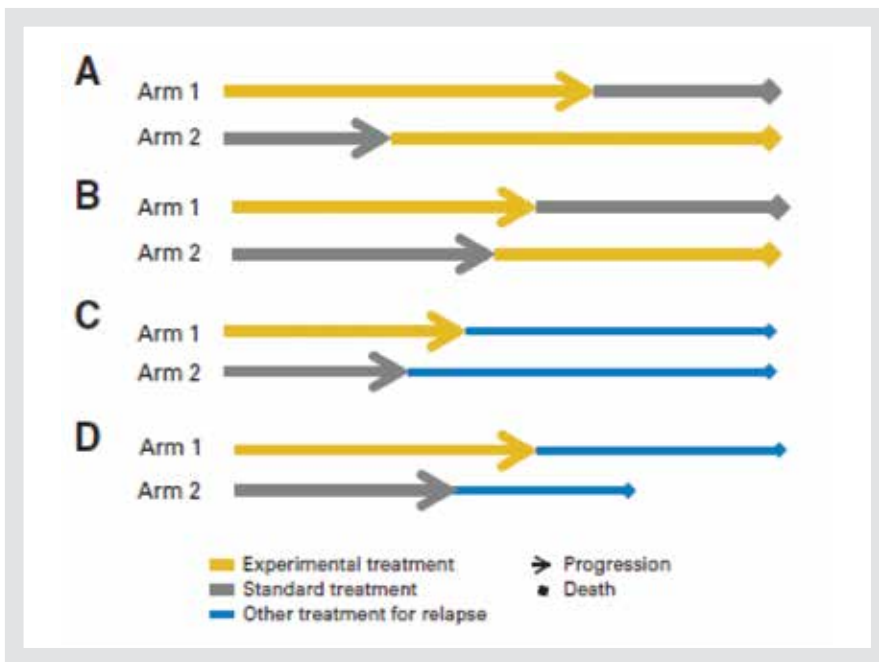 A
Arm 1
Arm 2
B
Arm 1
Arm 2
C
Arm 1
Arm 2
D
Arm 1
Arm 2
Experimental treatment
Standard treatment
Other treatment for relapse
Progression
Death